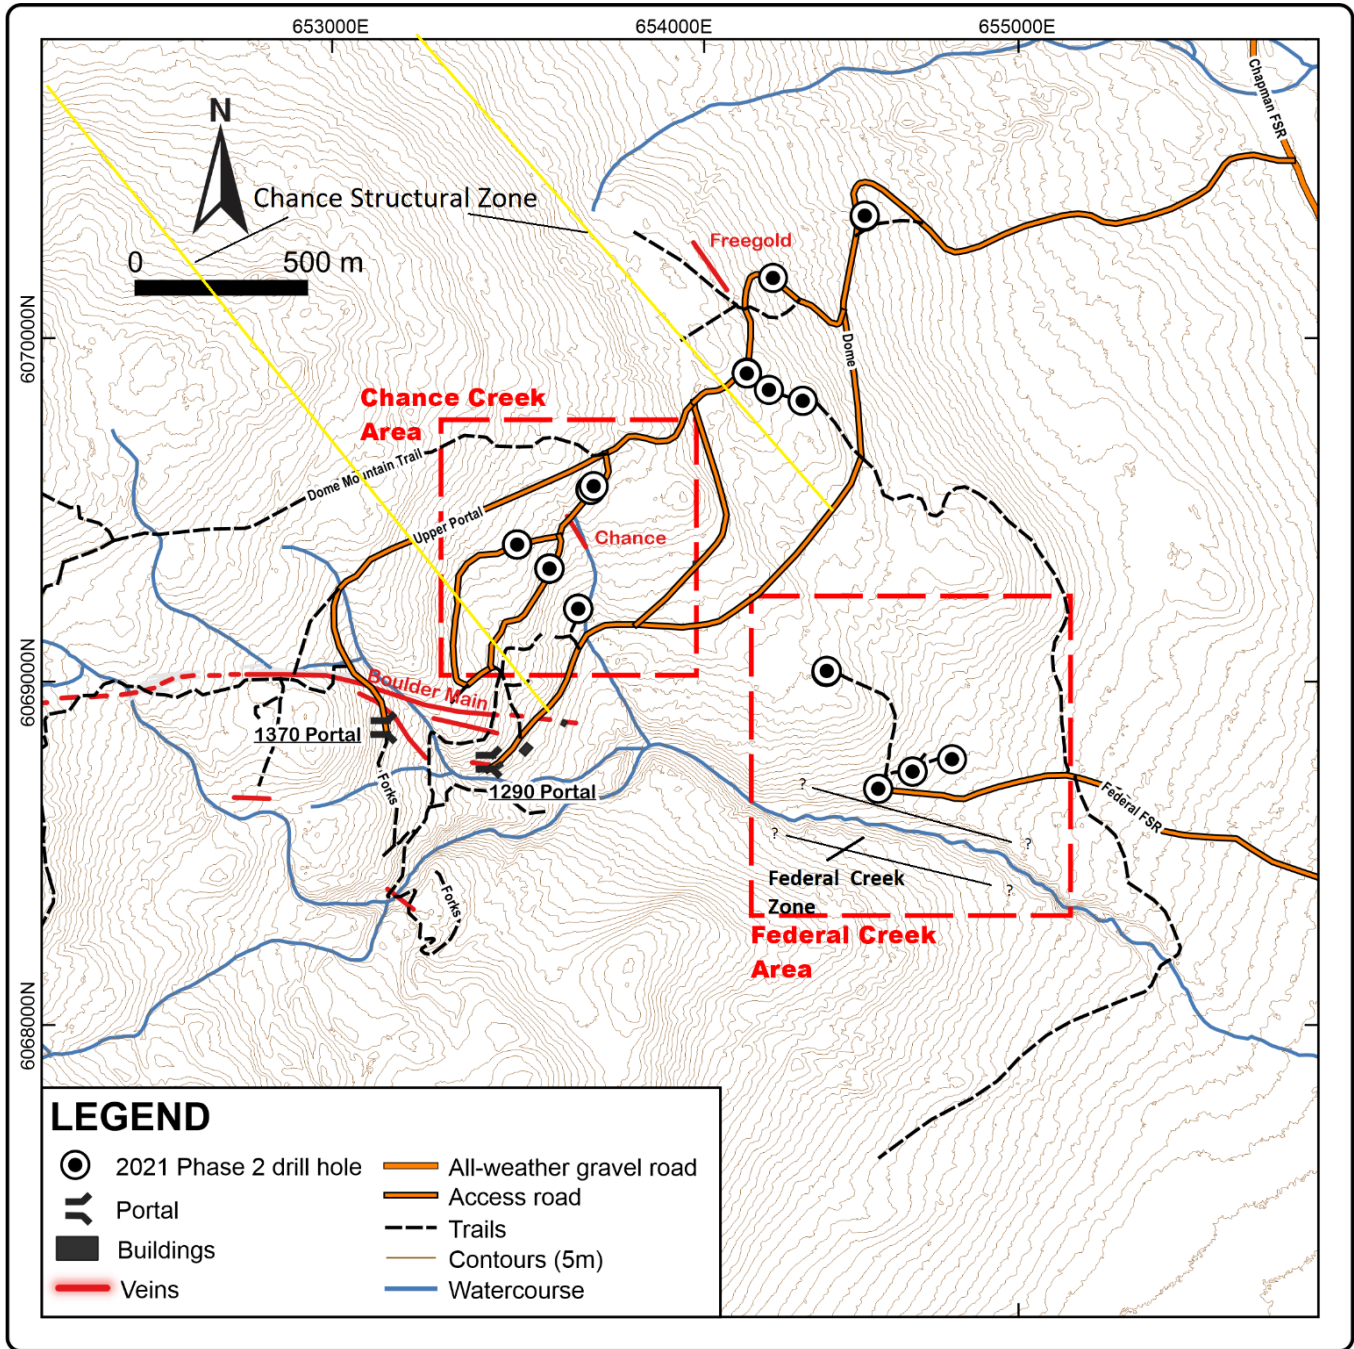 653000E
654000E
655000E
Chapman FSR
N
Chance Structural Zone
0
500 m
Freegold
6070000N
Dome
Chance Creek
Area
Dome Mountain Trail
Upper Portal
Chance
6069000N
Boulder Main
1370 Portal
1290 Portal
Forks
?
Federal FSR
?
?
?
Federal Creek
Zone
Forks
Federal Creek
Area
6068000N
LEGEND
2021 Phase 2 drill hole
Portal
Buildings
Veins
All-weather gravel road
Access road
Trails
Contours (5m)
Watercourse